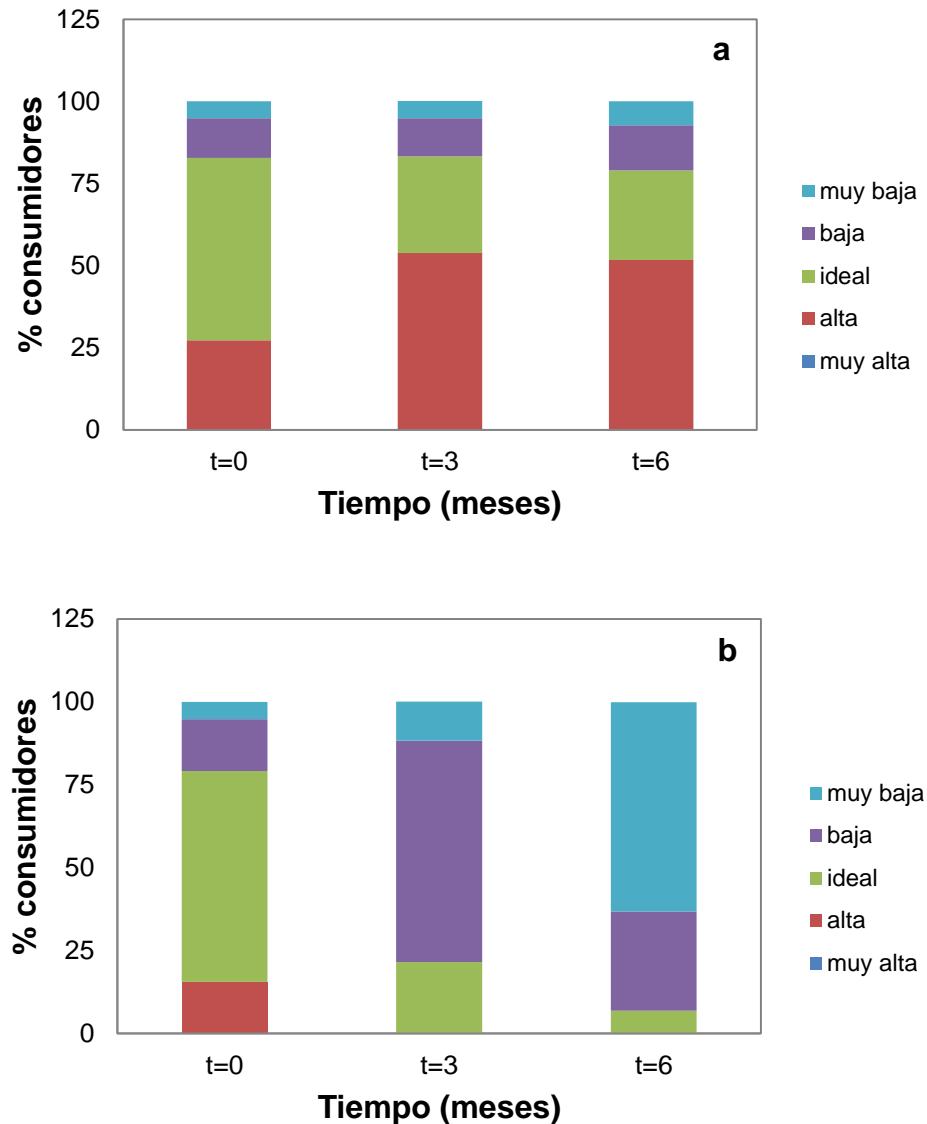 125
100
75
50
25
0
% consumidores
a
muy baja
baja
ideal
alta
muy alta
t=0 t=3 t=6
Tiempo (meses)
125
100
75
50
25
0
% consumidores
b
muy baja
baja
ideal
alta
muy alta
t=0 t=3 t=6
Tiempo (meses)